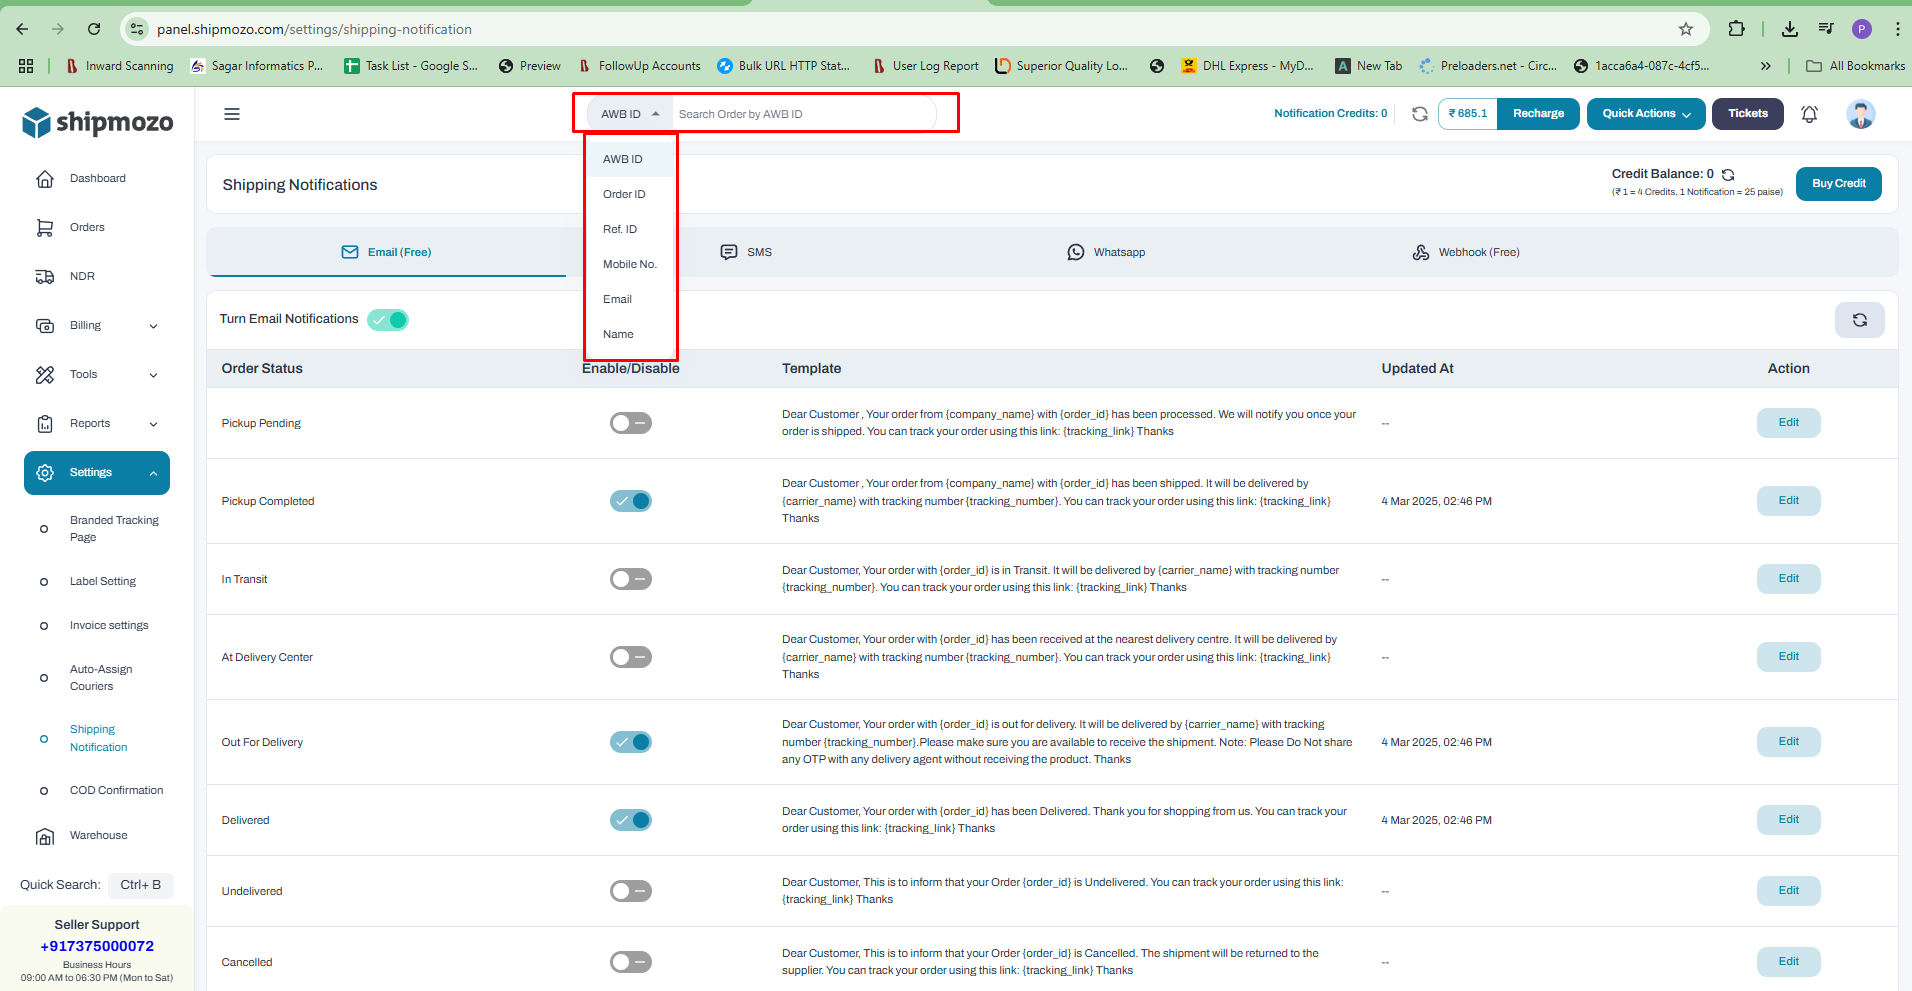 panel.shipmozo.com/settings/shipping-notification
P
Inward Scanning
Sagar Informatics P...
Task List - Google S...
Preview
FollowUp Accounts
Bulk URL HTTP Stat...
User Log Report
Superior Quality Lo...
DHL Express - MyD...
A New Tab
Preloaders.net - Circ...
1acca6a4-087c-4cf5...
All Bookmarks
shipmozo
AWB ID
Search Order by AWB ID
Notification Credits: 0
₹ 685.1
Recharge
Quick Actions
Tickets
AWB ID
Order ID
Ref. ID
Mobile No.
Email
Name
Dashboard
Orders
NDR
Billing
Tools
Reports
Settings
Branded Tracking
Page
Label Setting
Invoice settings
Auto-Assign
Couriers
Shipping
Notification
COD Confirmation
Warehouse
Quick Search: Ctrl+ B
Seller Support
+917375000072
Business Hours
09:00 AM to 06:30 PM (Mon to Sat)
Shipping Notifications
Credit Balance: 0
(₹ 1 = 4 Credits, 1 Notification = 25 paise)
Buy Credit
Email (Free)
SMS
Whatsapp
Webhook (Free)
Turn Email Notifications
Order Status
Enable/Disable
Template
Updated At
Action
Pickup Pending
Dear Customer , Your order from {company_name} with {order_id} has been processed. We will notify you once your
order is shipped. You can track your order using this link: {tracking_link} Thanks
--
Edit
Pickup Completed
Dear Customer , Your order from {company_name} with {order_id} has been shipped. It will be delivered by
{carrier_name} with tracking number {tracking_number}. You can track your order using this link: {tracking_link}
Thanks
4 Mar 2025, 02:46 PM
Edit
In Transit
Dear Customer, Your order with {order_id} is in Transit. It will be delivered by {carrier_name} with tracking number
{tracking_number}. You can track your order using this link: {tracking_link} Thanks
--
Edit
At Delivery Center
Dear Customer, Your order with {order_id} has been received at the nearest delivery centre. It will be delivered by
{carrier_name} with tracking number {tracking_number}. You can track your order using this link: {tracking_link}
Thanks
--
Edit
Out For Delivery
Dear Customer, Your order with {order_id} is out for delivery. It will be delivered by {carrier_name} with tracking
number {tracking_number}.Please make sure you are available to receive the shipment. Note: Please Do Not share
any OTP with any delivery agent without receiving the product. Thanks
4 Mar 2025, 02:46 PM
Edit
Delivered
Dear Customer, Your order with {order_id} has been Delivered. Thank you for shopping from us. You can track your
order using this link: {tracking_link} Thanks
4 Mar 2025, 02:46 PM
Edit
Undelivered
Dear Customer, This is to inform that your Order {order_id} is Undelivered. You can track your order using this link:
{tracking_link} Thanks
--
Edit
Cancelled
Dear Customer, This is to inform that your Order {order_id} is Cancelled. The shipment will be returned to the
supplier. You can track your order using this link: {tracking_link} Thanks
--
Edit